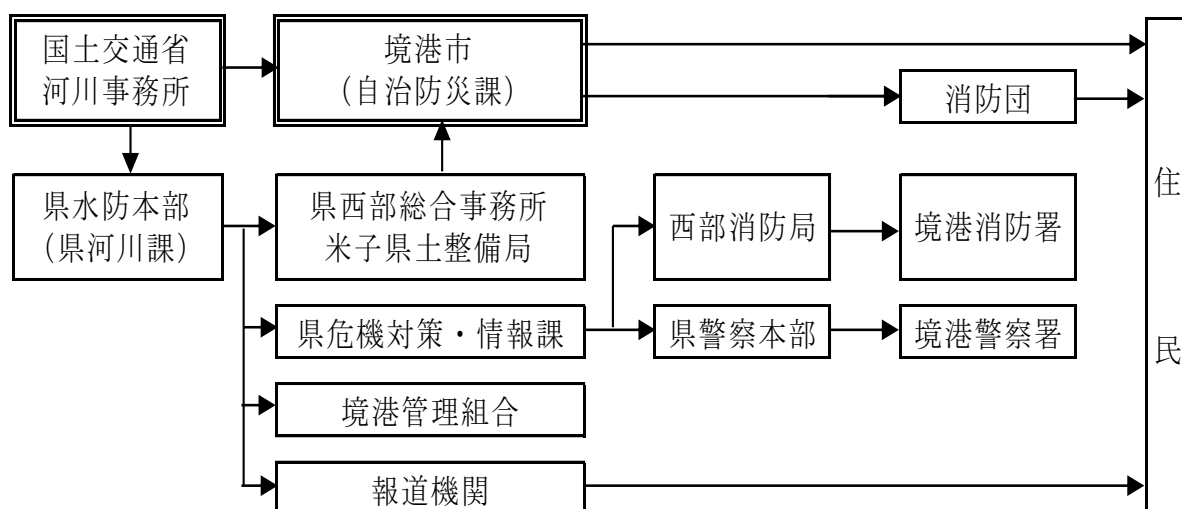 国土交通省
河川事務所
境港市
（自治防災課）
消防団
住
民
県水防本部
（県河川課）
県西部総合事務所
米子県土整備局
西部消防局
境港消防署
県危機対策・情報課
県警察本部
境港警察署
境港管理組合
報道機関